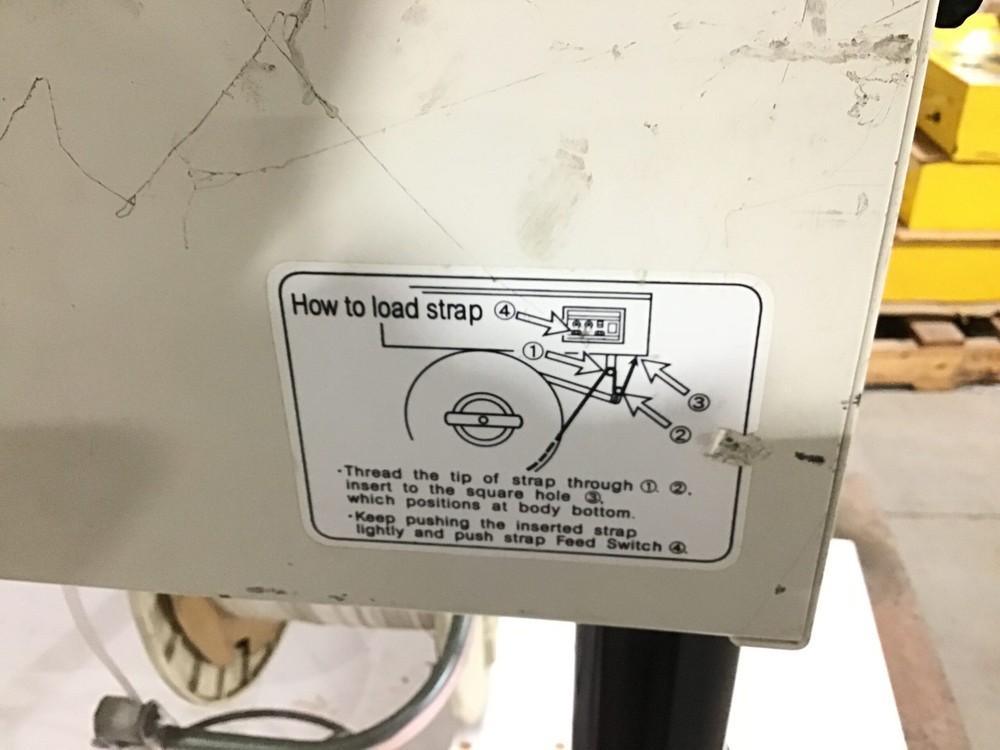 How to load strap ④
①
③
②
·Thread the tip of strap through ①. ②.
insert to the square hole ③.
which positions at body bottom.
·Keep pushing the inserted strap
lightly and push strap Feed Switch ④.